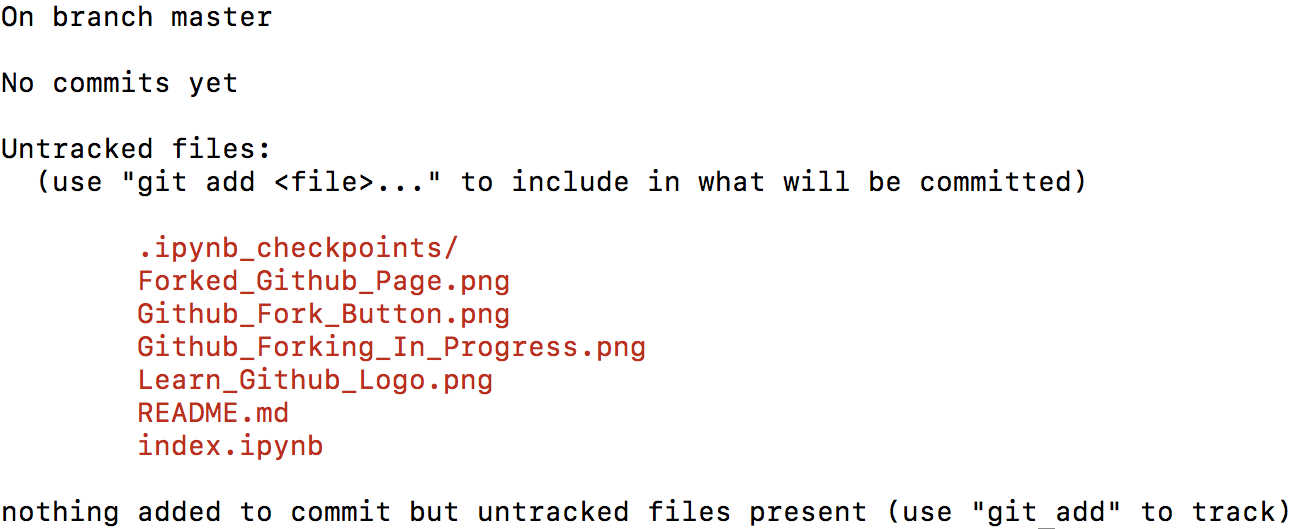 On branch master
No commits yet
Untracked files:
(use "git add <file>..." to include in what will be committed)
.ipynb_checkpoints/
Forked_Github_Page.png
Github_Fork_Button.png
Github_Forking_In_Progress.png
Learn_Github_Logo.png
README.md
index.ipynb
nothing added to commit but untracked files present (use "git add" to track)